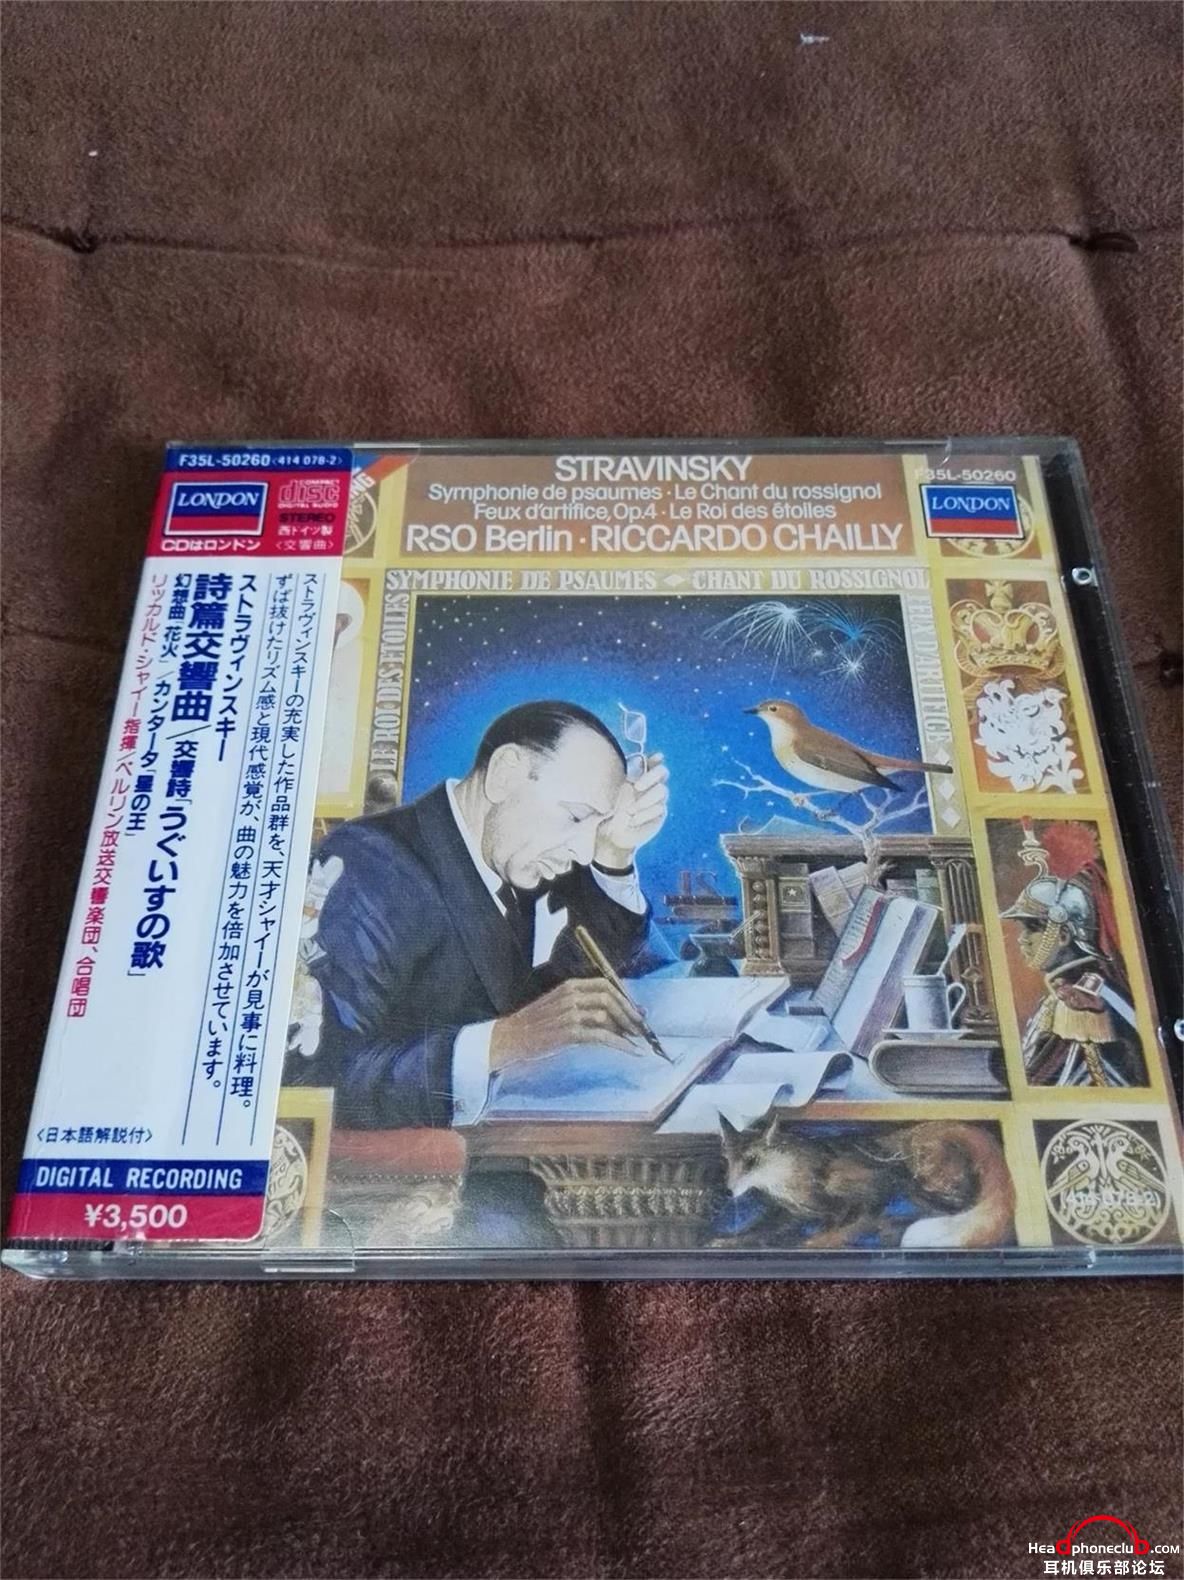 F35L-50260<414 078-2>
LONDON
CDはロンドン
COMPACT
disc
DIGITAL AUDIO
STEREO
西ドイツ製
<交響曲>
ストラヴィンスキーの充実した作品群を、天才シャイーが見事に料理。
ずば抜けたリズム感と現代感覚が、曲の魅力を倍加させています。
ストラヴィンスキー
詩篇交響曲/交響詩「うぐいすの歌」
幻想曲「花火」/カンタータ「星の王」
リッカルド・シャイー指揮/ベルリン放送交響楽団、合唱団
<日本語解説付>
DIGITAL RECORDING
¥3,500
STRAVINSKY
Symphonie de psaumes · Le Chant du rossignol
Feux d'artifice, Op.4 · Le Roi des étoiles
RSO Berlin · RICCARDO CHAILLY
F35L-50260
LONDON
SYMPHONIE DE PSAUMES CHANT DU ROSSIGNOL
LE ROI DES ETOILES
FEUX D'ARTIFICE
IS
414 078-2
Headphoneclub.com
耳机俱乐部论坛